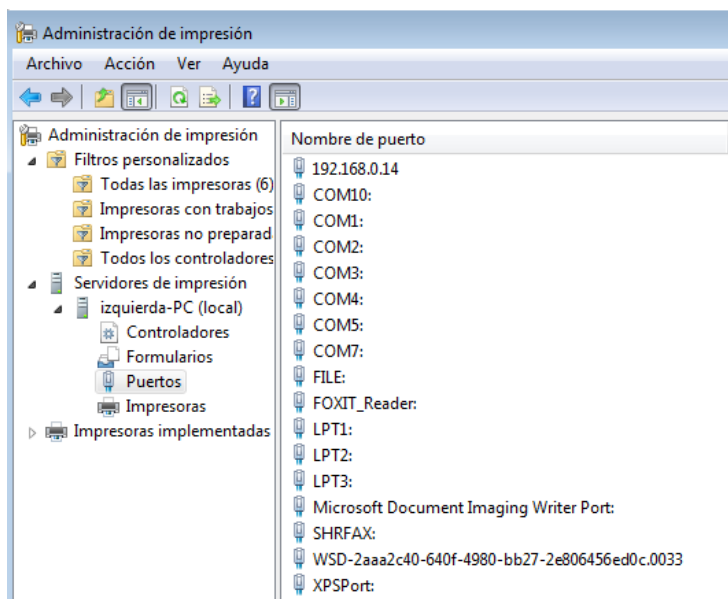 Administración de impresión
Archivo Acción Ver Ayuda
Administración de impresión
Filtros personalizados
Todas las impresoras (6)
Impresoras con trabajos
Impresoras no preparad
Todos los controladores
Servidores de impresión
izquierda-PC (local)
Controladores
Formularios
Puertos
Impresoras
Impresoras implementadas
Nombre de puerto
192.168.0.14
COM10:
COM1:
COM2:
COM3:
COM4:
COM5:
COM7:
FILE:
FOXIT_Reader:
LPT1:
LPT2:
LPT3:
Microsoft Document Imaging Writer Port:
SHRFAX:
WSD-2aaa2c40-640f-4980-bb27-2e806456ed0c.0033
XPSPort: